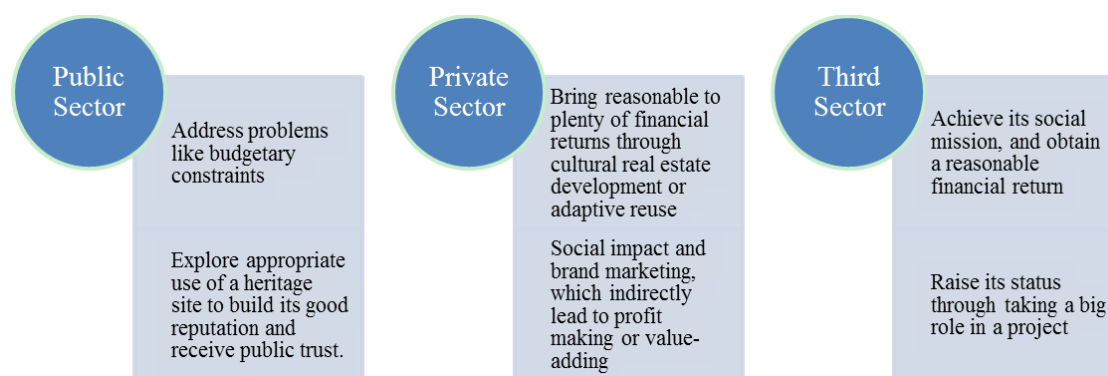 Public
Sector
Address problems
like budgetary
constraints
Explore appropriate
use of a heritage
site to build its good
reputation and
receive public trust.
Private
Sector
Bring reasonable to
plenty of financial
returns through
cultural real estate
development or
adaptive reuse
Social impact and
brand marketing,
which indirectly
lead to profit
making or value-
adding
Third
Sector
Achieve its social
mission, and obtain
a reasonable
financial return
Raise its status
through taking a big
role in a project